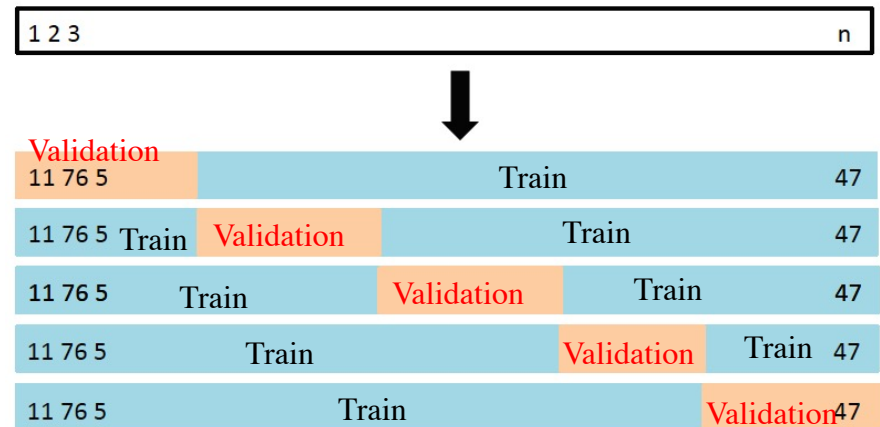 1 2 3 n
Validation
11 76 5 Train 47
11 76 5 Train Validation Train 47
11 76 5 Train Validation Train 47
11 76 5 Train Validation Train 47
11 76 5 Train Validation 47